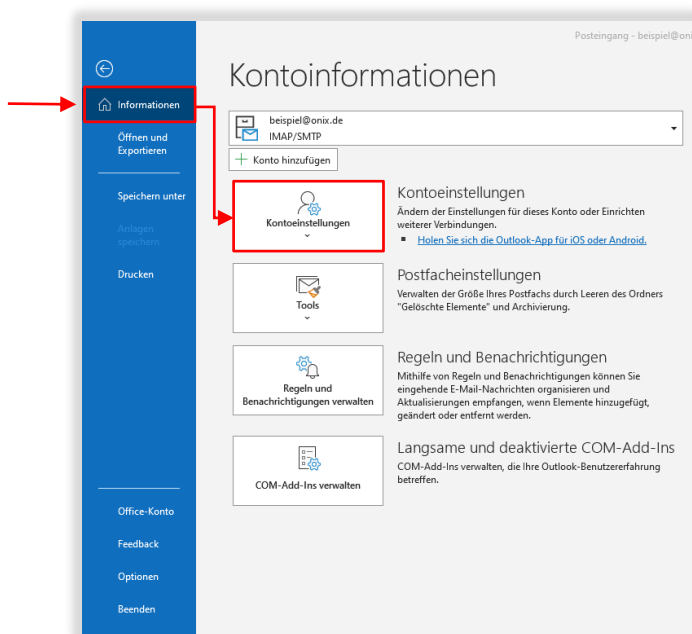 Posteingang - beispiel@oni
Kontoinformationen
Informationen
Öffnen und
Exportieren
Speichern unter
Anlagen
speichern
Drucken
Office-Konto
Feedback
Optionen
Beenden
beispiel@onix.de
IMAP/SMTP
Konto hinzufügen
Kontoeinstellungen
Kontoeinstellungen
Ändern der Einstellungen für dieses Konto oder Einrichten
weiterer Verbindungen.
Holen Sie sich die Outlook-App für iOS oder Android.
Tools
Postfacheinstellungen
Verwalten der Größe Ihres Postfachs durch Leeren des Ordners
"Gelöschte Elemente" und Archivierung.
Regeln und
Benachrichtigungen verwalten
Regeln und Benachrichtigungen
Mithilfe von Regeln und Benachrichtigungen können Sie
eingehende E-Mail-Nachrichten organisieren und
Aktualisierungen empfangen, wenn Elemente hinzugefügt,
geändert oder entfernt werden.
COM-Add-Ins verwalten
Langsame und deaktivierte COM-Add-Ins
COM-Add-Ins verwalten, die Ihre Outlook-Benutzererfahrung
betreffen.